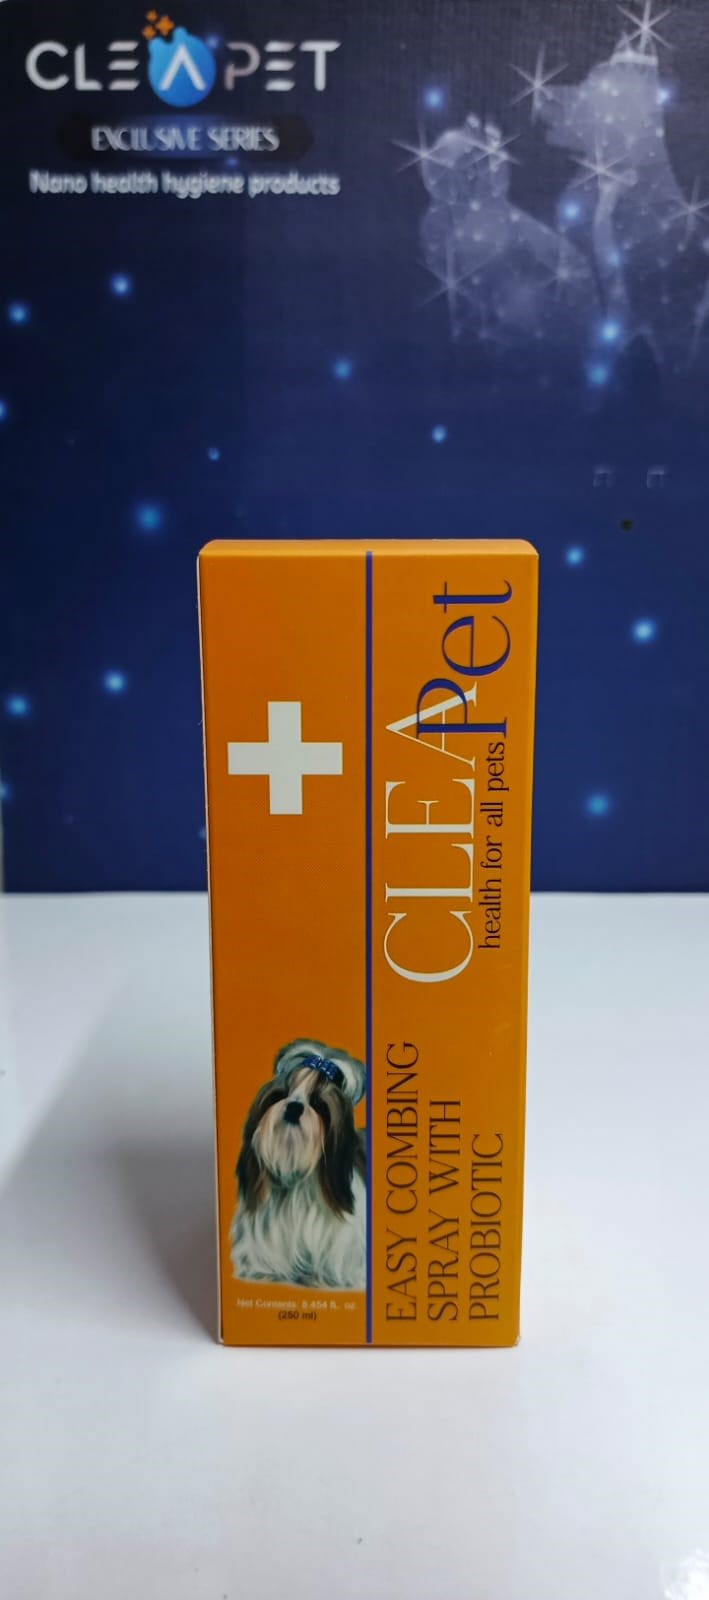 CLEAPET
EXCLUSIVE SERIES
Nano health hygiene products
CLEAPet
health for all pets
EASY COMBING
SPRAY WITH
PROBIOTIC
Net Contents: 8.454 fL. oz.
(250 ml)